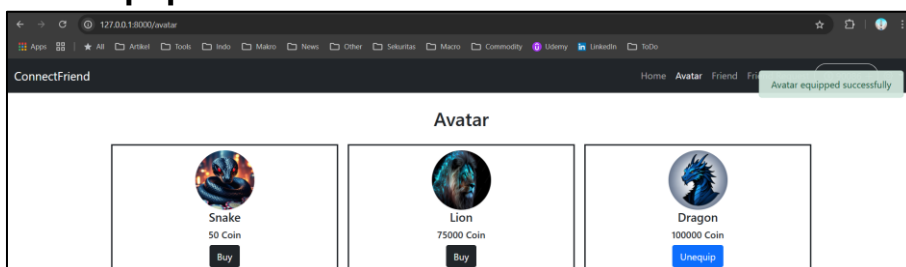 127.0.0.1:8000/avatar
Apps All Artikel Tools Indo Makro News Other Sekuritas Macro Commodity Udemy LinkedIn ToDo
ConnectFriend Home Avatar Friend
Avatar equipped successfully
Avatar
Snake Lion Dragon
50 Coin 75000 Coin 100000 Coin
Buy Buy Unequip